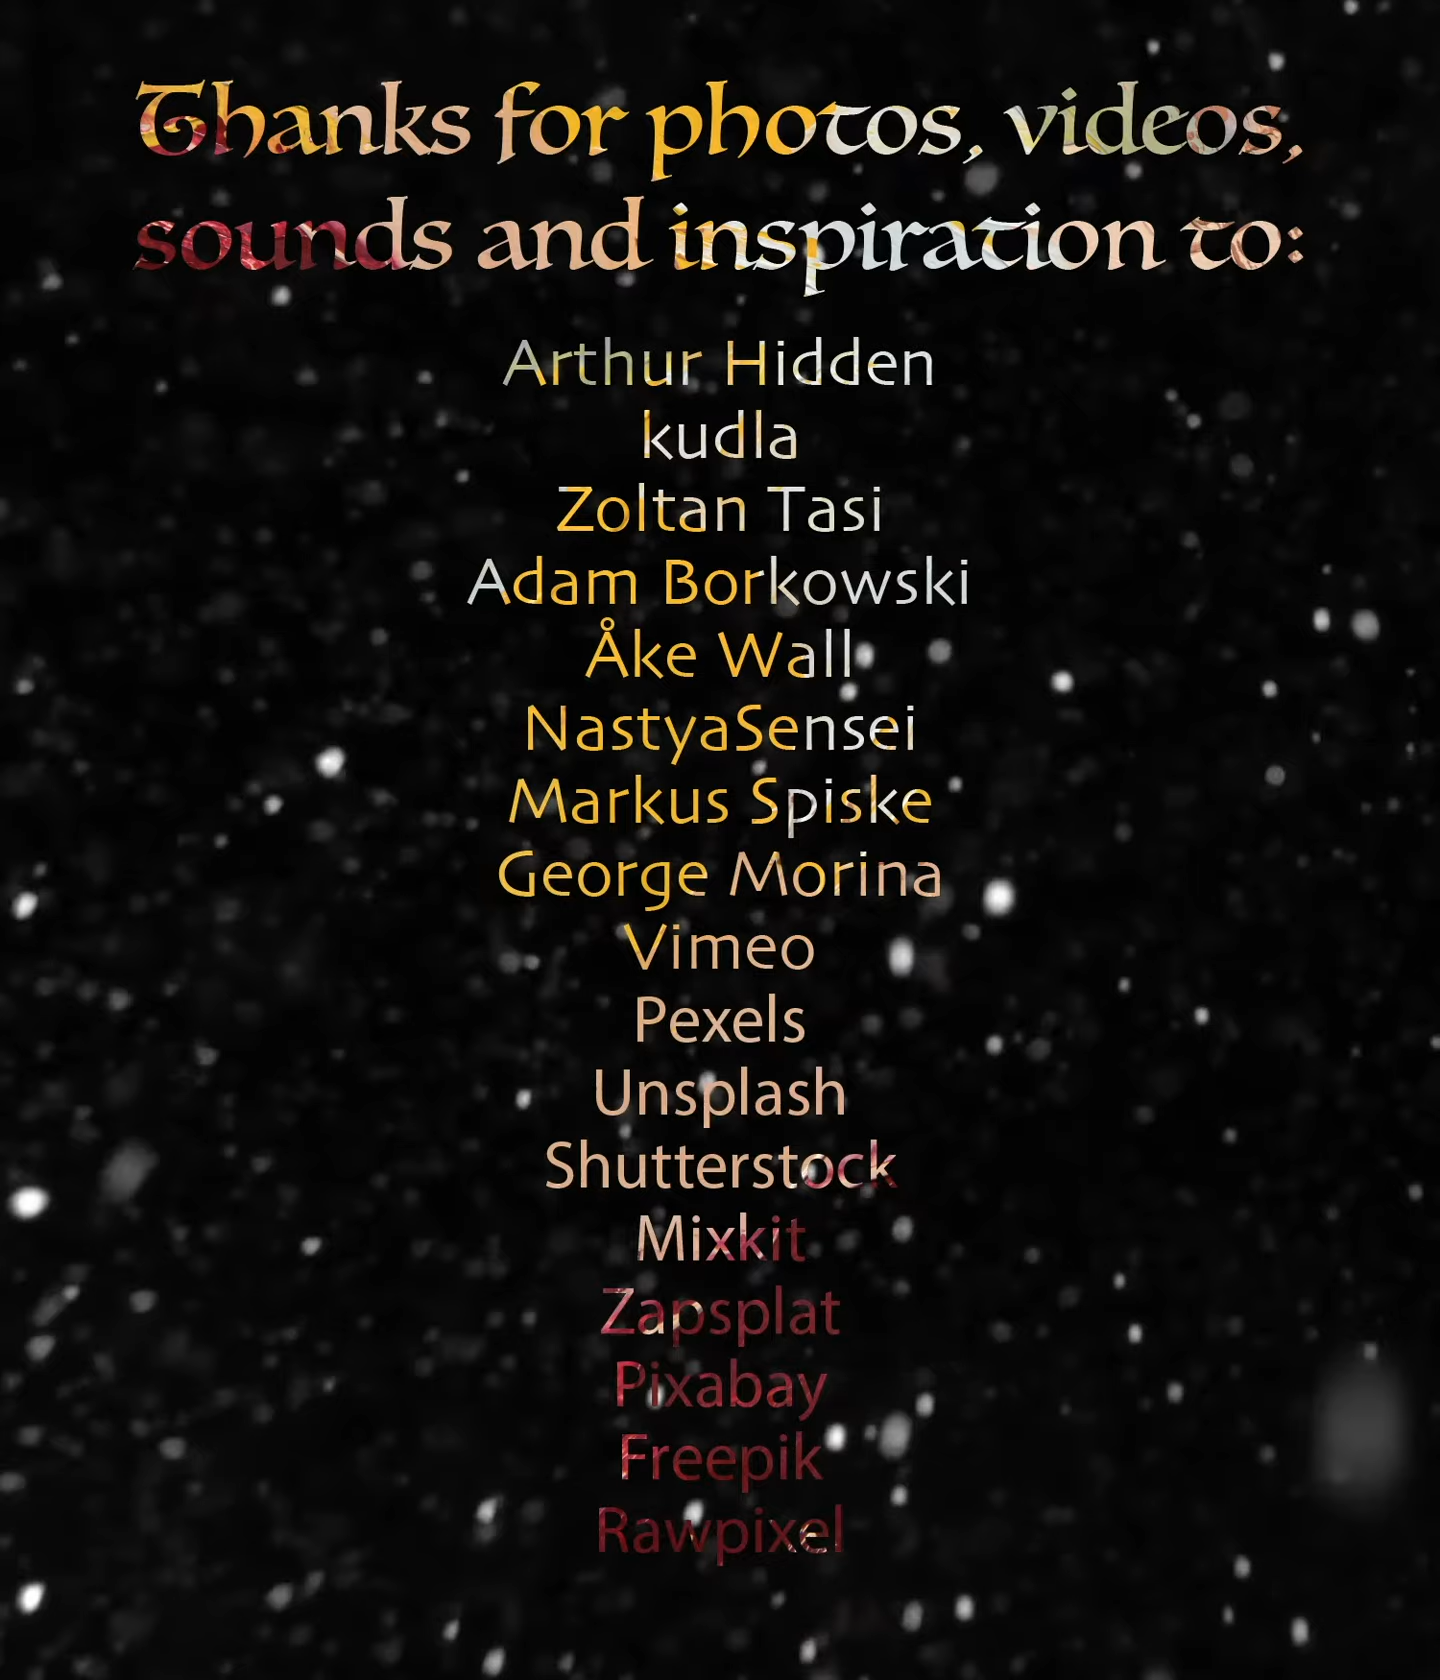 Thanks for photos, videos,
sounds and inspiration to:
Arthur Hidden
kudla
Zoltan Tasi
Adam Borkowski
Åke Wall
NastyaSensei
Markus Spiske
George Morina
Vimeo
Pexels
Unsplash
Shutterstock
Mixkit
Zapsplat
Pixabay
Freepik
Rawpixel